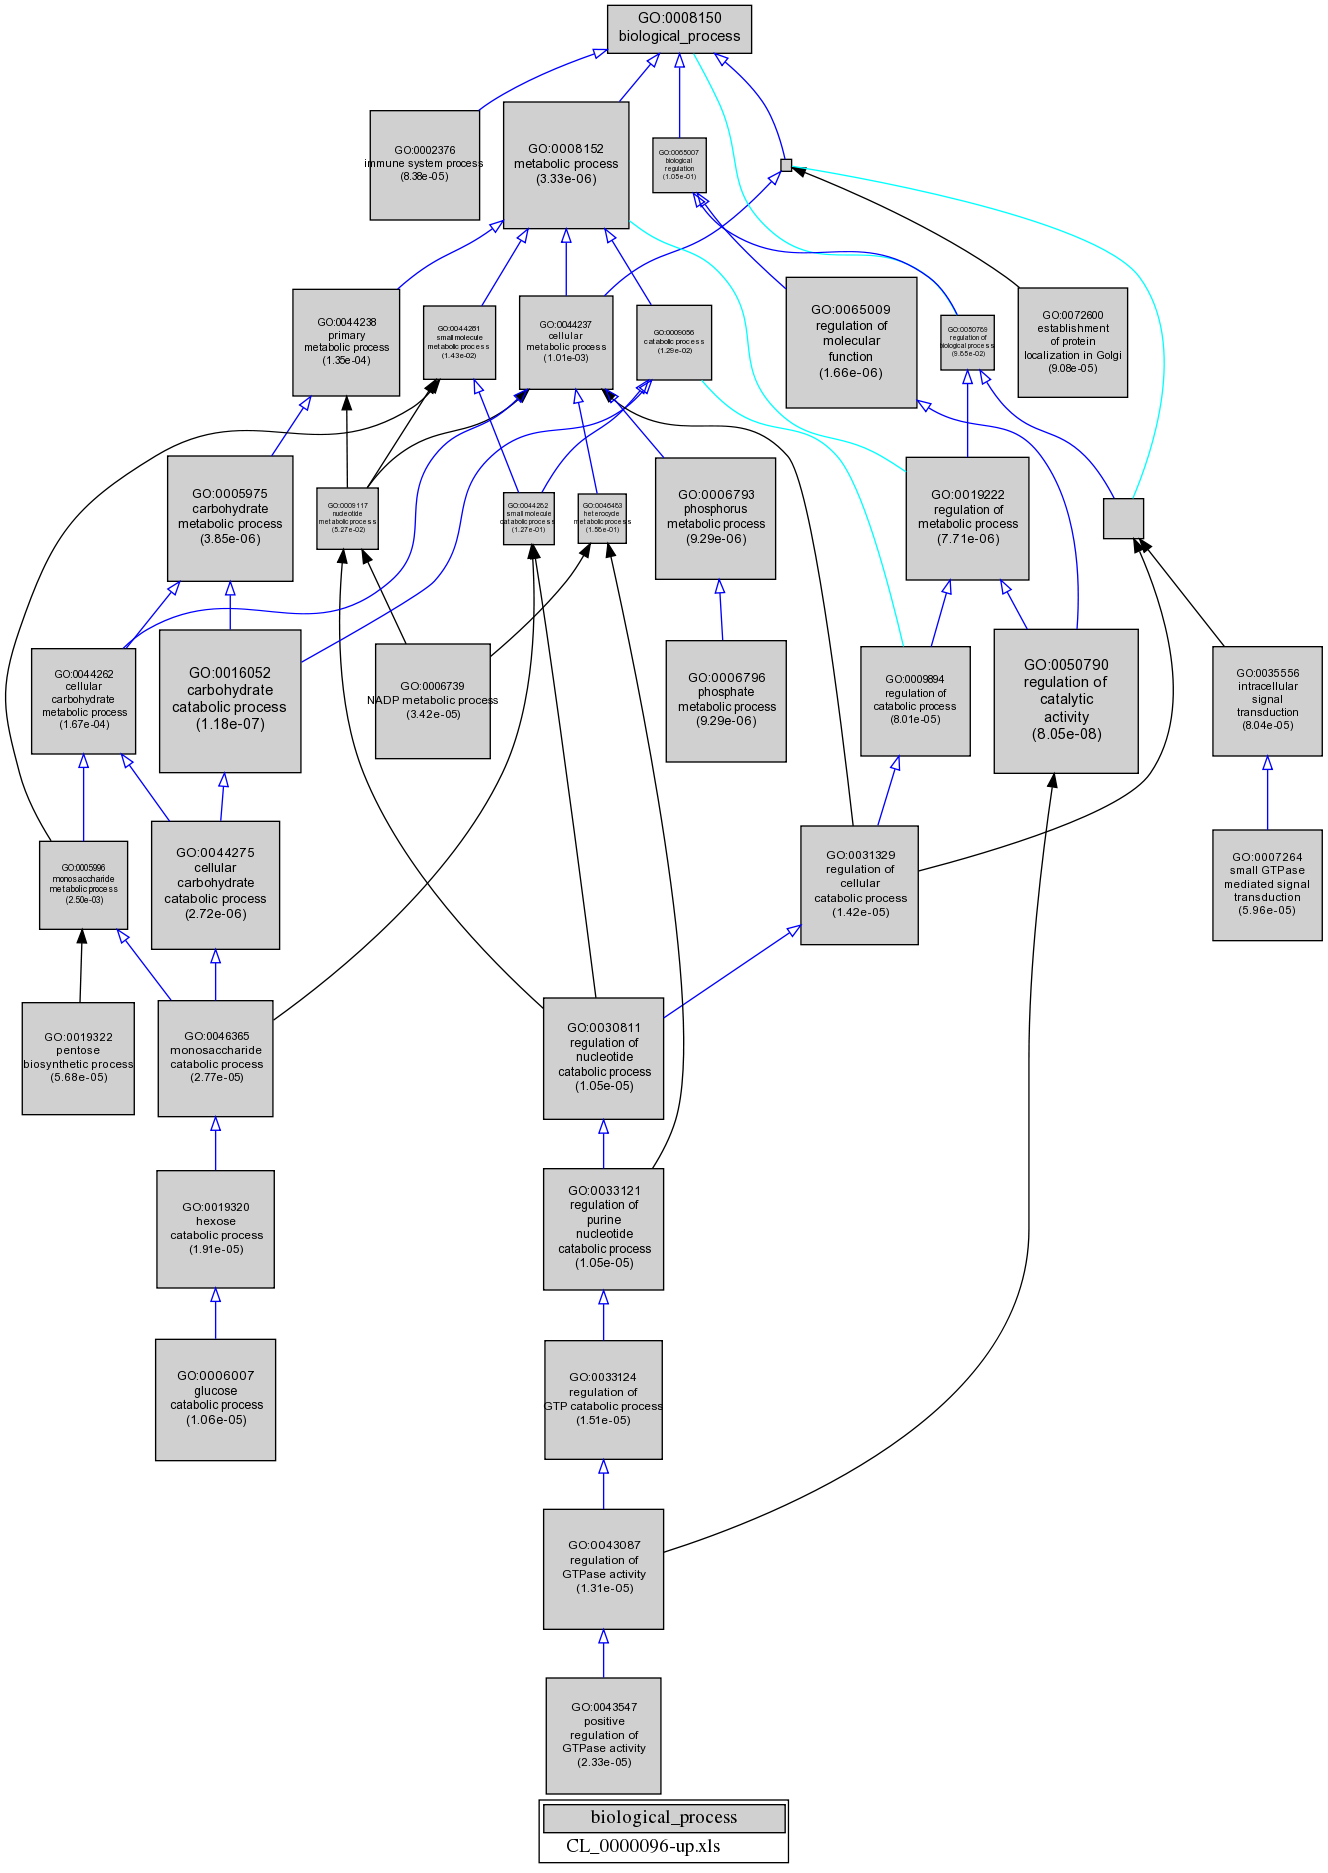 GO:0008150
biological_process
GO:0002376
immune system process
(8.38e-05)
GO:0008152
metabolic process
(3.33e-06)
GO:0065007
biological
regulation
(1.05e-01)
GO:0044238
primary
metabolic process
(1.35e-04)
GO:0044281
small molecule
metabolic process
(1.43e-02)
GO:0044237
cellular
metabolic process
(1.01e-03)
GO:0009056
catabolic process
(1.29e-02)
GO:0065009
regulation of
molecular
function
(1.66e-06)
GO:0050789
regulation of
biological process
(9.65e-02)
GO:0072600
establishment
of protein
localization in Golgi
(9.08e-05)
GO:0005975
carbohydrate
metabolic process
(3.85e-06)
GO:0009117
nucleotide
metabolic process
(5.27e-02)
GO:0044282
small molecule
catabolic process
(1.27e-01)
GO:0046483
heterocycle
metabolic process
(1.56e-01)
GO:0006793
phosphorus
metabolic process
(9.29e-06)
GO:0019222
regulation of
metabolic process
(7.71e-06)
GO:0044262
cellular
carbohydrate
metabolic process
(1.67e-04)
GO:0016052
carbohydrate
catabolic process
(1.18e-07)
GO:0006739
NADP metabolic process
(3.42e-05)
GO:0006796
phosphate
metabolic process
(9.29e-06)
GO:0009894
regulation of
catabolic process
(8.01e-05)
GO:0050790
regulation of
catalytic
activity
(8.05e-08)
GO:0035556
intracellular
signal
transduction
(8.04e-05)
GO:0005996
monosaccharide
metabolic process
(2.50e-03)
GO:0044275
cellular
carbohydrate
catabolic process
(2.72e-06)
GO:0031329
regulation of
cellular
catabolic process
(1.42e-05)
GO:0007264
small GTPase
mediated signal
transduction
(5.96e-05)
GO:0019322
pentose
biosynthetic process
(5.68e-05)
GO:0046365
monosaccharide
catabolic process
(2.77e-05)
GO:0030811
regulation of
nucleotide
catabolic process
(1.05e-05)
GO:0019320
hexose
catabolic process
(1.91e-05)
GO:0033121
regulation of
purine
nucleotide
catabolic process
(1.05e-05)
GO:0006007
glucose
catabolic process
(1.06e-05)
GO:0033124
regulation of
GTP catabolic process
(1.51e-05)
GO:0043087
regulation of
GTPase activity
(1.31e-05)
GO:0043547
positive
regulation of
GTPase activity
(2.33e-05)
biological_process
CL_0000096-up.xls